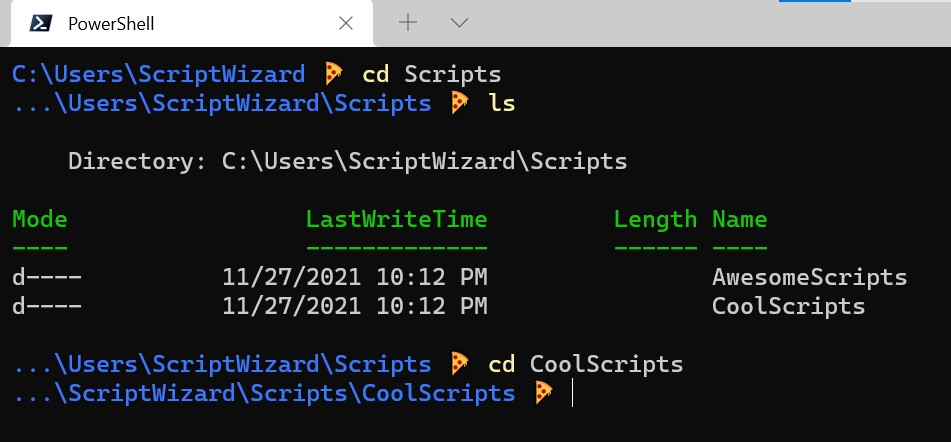 PowerShell
C:\Users\ScriptWizard 🍕 cd Scripts
...\Users\ScriptWizard\Scripts 🍕 ls
Directory: C:\Users\ScriptWizard\Scripts
Mode LastWriteTime Length Name
---- ------------- ------ ----
d---- 11/27/2021 10:12 PM AwesomeScripts
d---- 11/27/2021 10:12 PM CoolScripts
...\Users\ScriptWizard\Scripts 🍕 cd CoolScripts
...\ScriptWizard\Scripts\CoolScripts 🍕